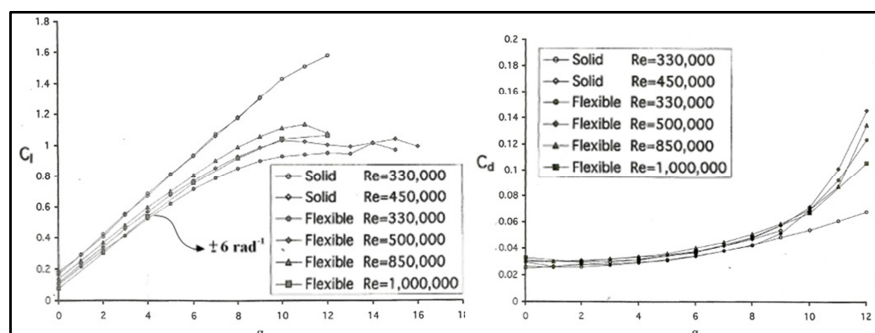 1.8
1.6
1.4
1.2
1
0.8
0.6
0.4
0.2
0
C_l
0 2 4 6 8 10 12 14 16 18
α
±6 rad⁻¹
Solid Re=330,000
Solid Re=450,000
Flexible Re=330,000
Flexible Re=500,000
Flexible Re=850,000
Flexible Re=1,000,000
0.2
0.18
0.16
0.14
0.12
0.1
0.08
0.06
0.04
0.02
0
C_d
0 2 4 6 8 10 12
α
Solid Re=330,000
Solid Re=450,000
Flexible Re=330,000
Flexible Re=500,000
Flexible Re=850,000
Flexible Re=1,000,000